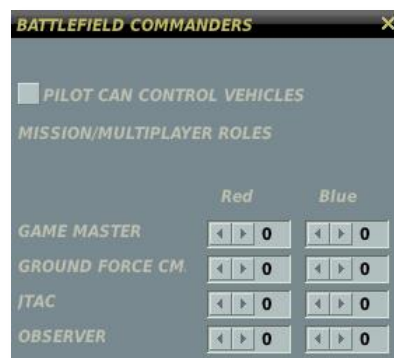 BATTLEFIELD COMMANDERS ×
PILOT CAN CONTROL VEHICLES
MISSION/MULTIPLAYER ROLES
Red Blue
GAME MASTER 0 0
GROUND FORCE CM. 0 0
JTAC 0 0
OBSERVER 0 0